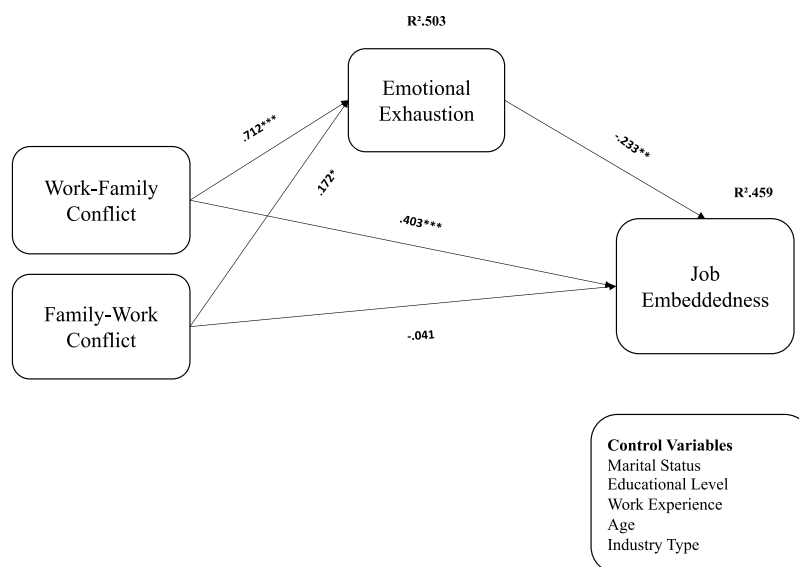 R².503
Emotional
Exhaustion
.712***
-.233**
.172*
R².459
Work-Family
Conflict
.403***
Job
Embeddedness
Family-Work
Conflict
-.041
Control Variables
Marital Status
Educational Level
Work Experience
Age
Industry Type